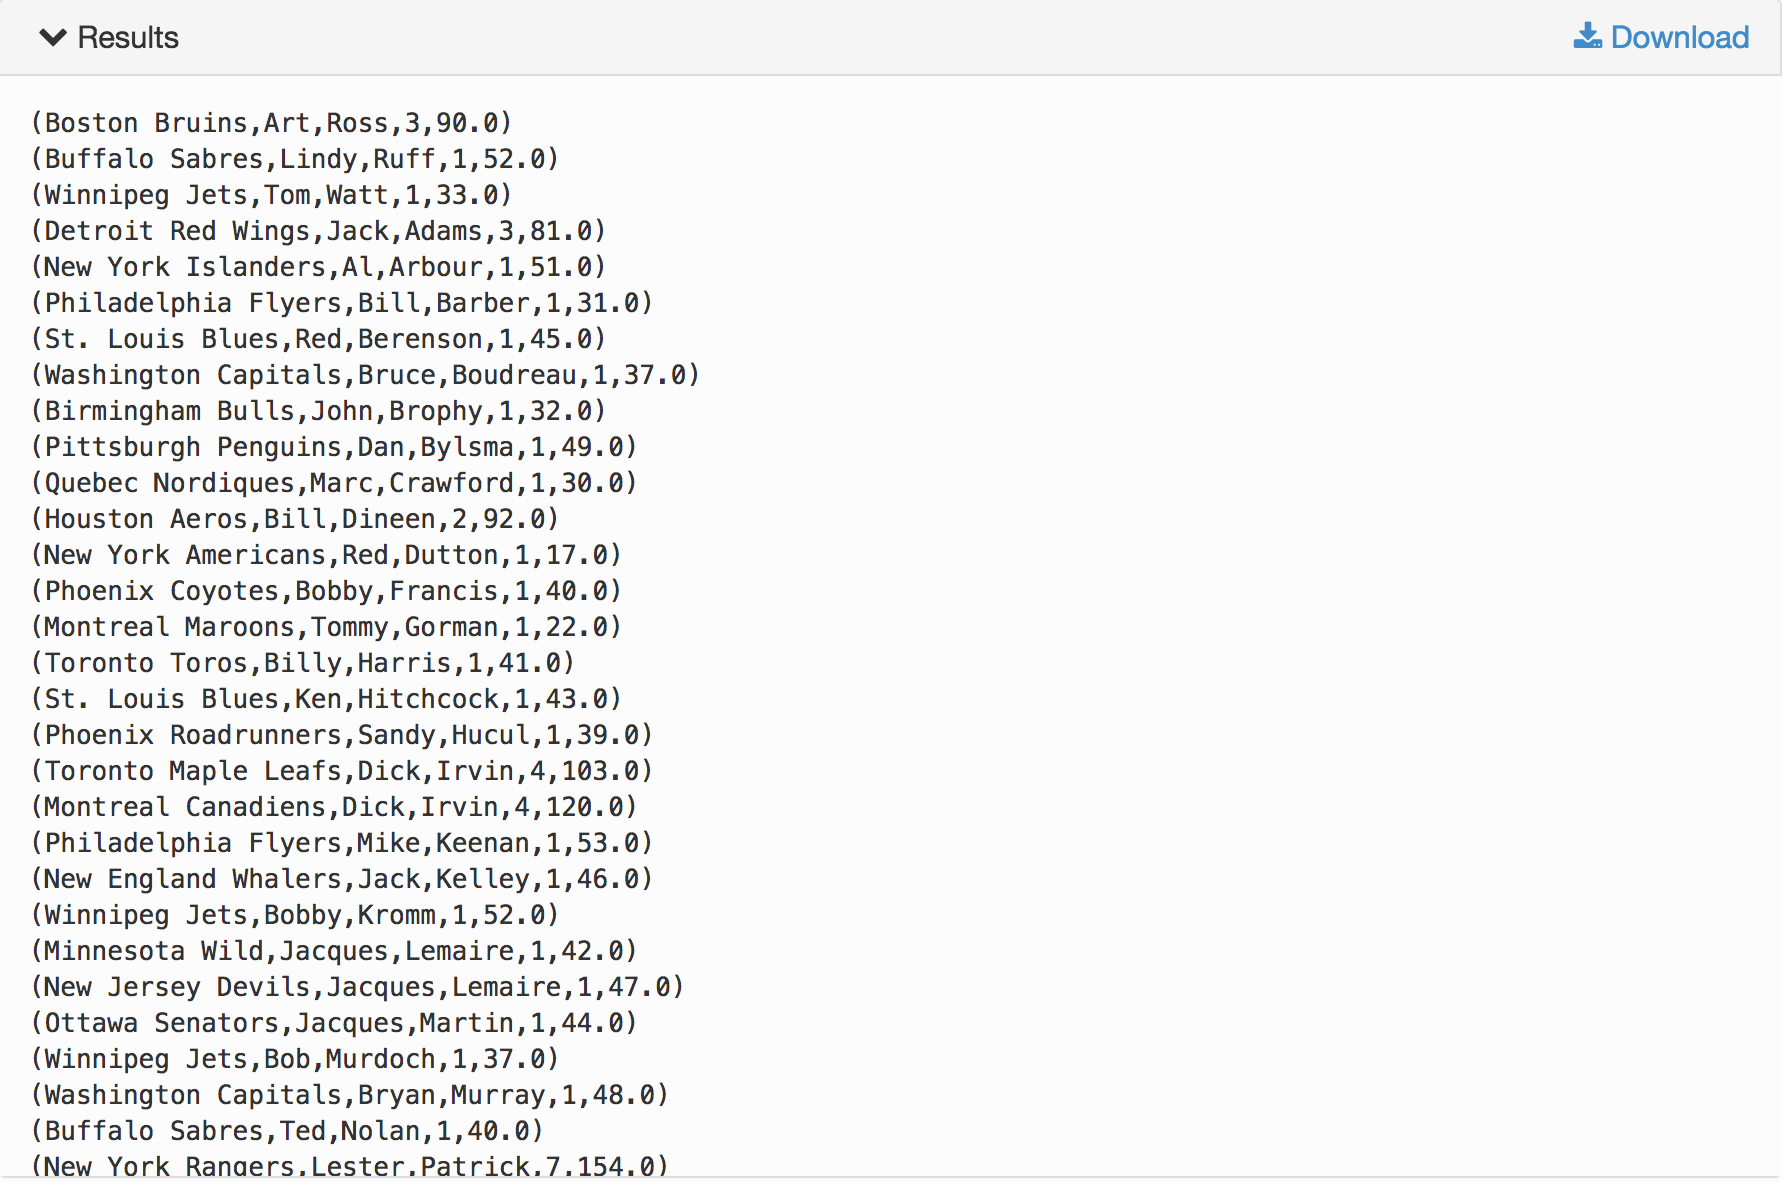 Results
Download
(Boston Bruins,Art,Ross,3,90.0)
(Buffalo Sabres,Lindy,Ruff,1,52.0)
(Winnipeg Jets,Tom,Watt,1,33.0)
(Detroit Red Wings,Jack,Adams,3,81.0)
(New York Islanders,Al,Arbour,1,51.0)
(Philadelphia Flyers,Bill,Barber,1,31.0)
(St. Louis Blues,Red,Berenson,1,45.0)
(Washington Capitals,Bruce,Boudreau,1,37.0)
(Birmingham Bulls,John,Brophy,1,32.0)
(Pittsburgh Penguins,Dan,Bylsma,1,49.0)
(Quebec Nordiques,Marc,Crawford,1,30.0)
(Houston Aeros,Bill,Dineen,2,92.0)
(New York Americans,Red,Dutton,1,17.0)
(Phoenix Coyotes,Bobby,Francis,1,40.0)
(Montreal Maroons,Tommy,Gorman,1,22.0)
(Toronto Toros,Billy,Harris,1,41.0)
(St. Louis Blues,Ken,Hitchcock,1,43.0)
(Phoenix Roadrunners,Sandy,Hucul,1,39.0)
(Toronto Maple Leafs,Dick,Irvin,4,103.0)
(Montreal Canadiens,Dick,Irvin,4,120.0)
(Philadelphia Flyers,Mike,Keenan,1,53.0)
(New England Whalers,Jack,Kelley,1,46.0)
(Winnipeg Jets,Bobby,Kromm,1,52.0)
(Minnesota Wild,Jacques,Lemaire,1,42.0)
(New Jersey Devils,Jacques,Lemaire,1,47.0)
(Ottawa Senators,Jacques,Martin,1,44.0)
(Winnipeg Jets,Bob,Murdoch,1,37.0)
(Washington Capitals,Bryan,Murray,1,48.0)
(Buffalo Sabres,Ted,Nolan,1,40.0)
(New York Rangers,Lester,Patrick,7,154.0)